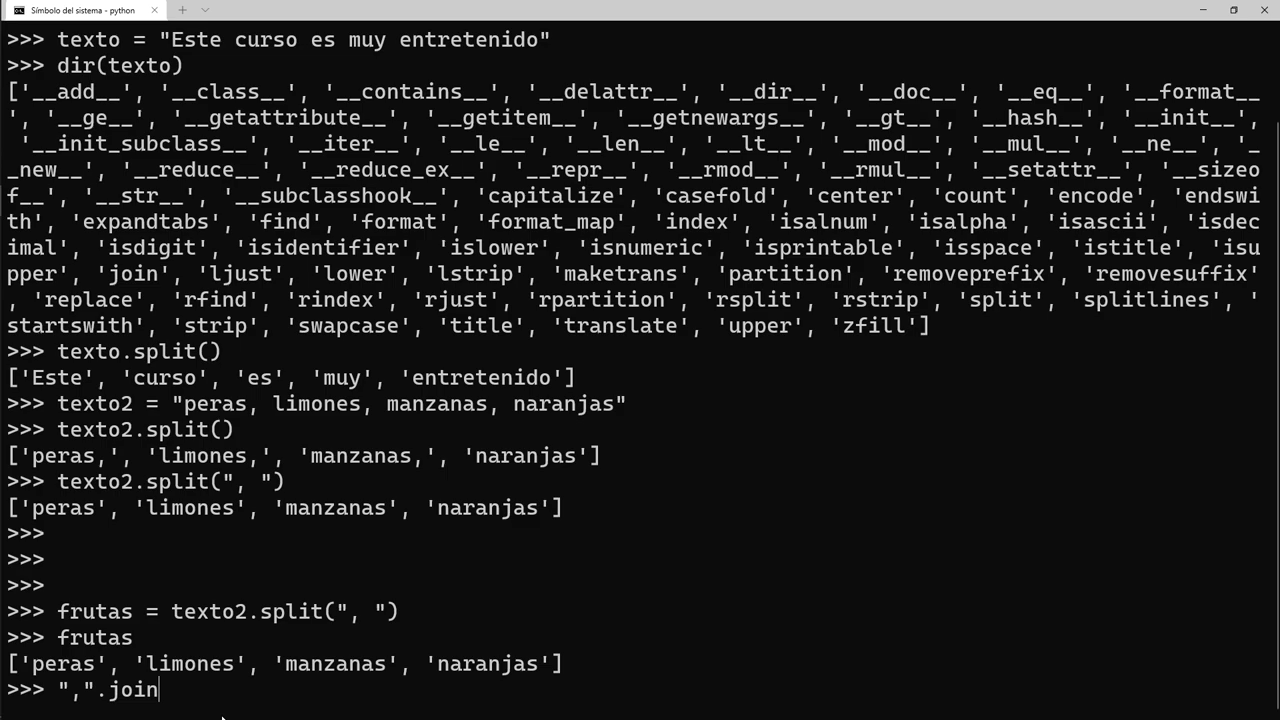 Símbolo del sistema - python
>>> texto = "Este curso es muy entretenido"
>>> dir(texto)
['__add__', '__class__', '__contains__', '__delattr__', '__dir__', '__doc__', '__eq__', '__format__
', '__ge__', '__getattribute__', '__getitem__', '__getnewargs__', '__gt__', '__hash__', '__init__',
'__init_subclass__', '__iter__', '__le__', '__len__', '__lt__', '__mod__', '__mul__', '__ne__', '_
_new__', '__reduce__', '__reduce_ex__', '__repr__', '__rmod__', '__rmul__', '__setattr__', '__sizeo
f__', '__str__', '__subclasshook__', 'capitalize', 'casefold', 'center', 'count', 'encode', 'endswi
th', 'expandtabs', 'find', 'format', 'format_map', 'index', 'isalnum', 'isalpha', 'isascii', 'isdec
imal', 'isdigit', 'isidentifier', 'islower', 'isnumeric', 'isprintable', 'isspace', 'istitle', 'isu
pper', 'join', 'ljust', 'lower', 'lstrip', 'maketrans', 'partition', 'removeprefix', 'removesuffix'
, 'replace', 'rfind', 'rindex', 'rjust', 'rpartition', 'rsplit', 'rstrip', 'split', 'splitlines', '
startswith', 'strip', 'swapcase', 'title', 'translate', 'upper', 'zfill']
>>> texto.split()
['Este', 'curso', 'es', 'muy', 'entretenido']
>>> texto2 = "peras, limones, manzanas, naranjas"
>>> texto2.split()
['peras,', 'limones,', 'manzanas,', 'naranjas']
>>> texto2.split(", ")
['peras', 'limones', 'manzanas', 'naranjas']
>>>
>>>
>>>
>>> frutas = texto2.split(", ")
>>> frutas
['peras', 'limones', 'manzanas', 'naranjas']
>>> ",".join